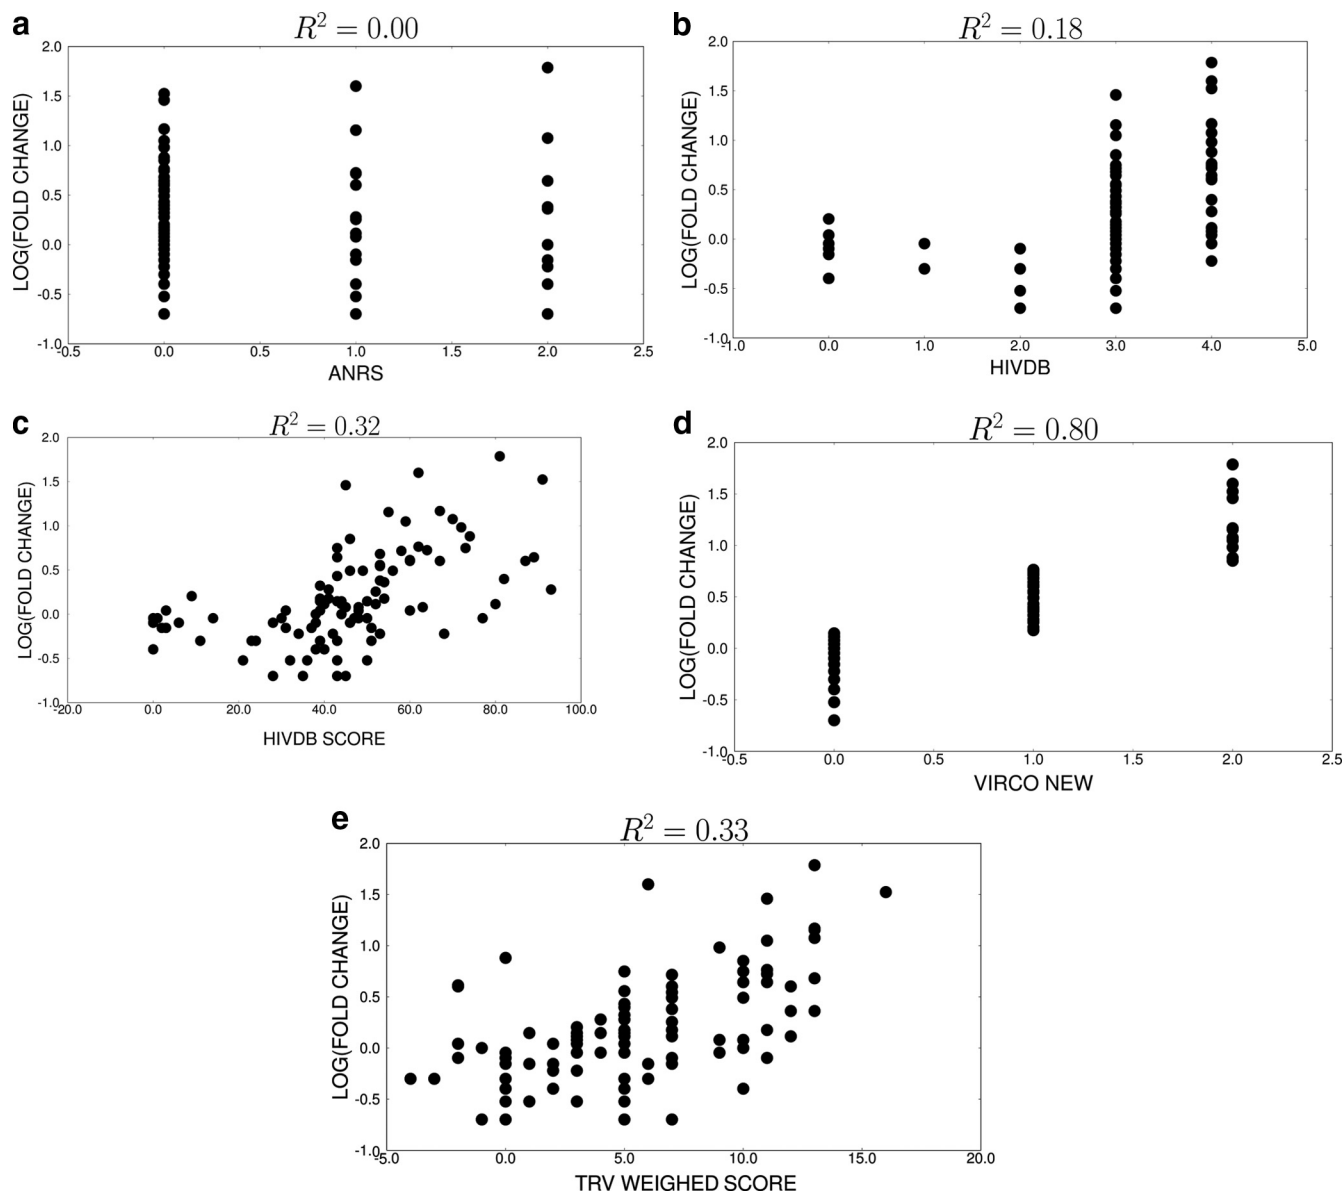 a
R² = 0.00
2.0
1.5
1.0
0.5
0.0
-0.5
-1.0
LOG(FOLD CHANGE)
-0.5 0.0 0.5 1.0 1.5 2.0 2.5
ANRS
b
R² = 0.18
2.0
1.5
1.0
0.5
0.0
-0.5
-1.0
LOG(FOLD CHANGE)
-1.0 0.0 1.0 2.0 3.0 4.0 5.0
HIVDB
c
R² = 0.32
2.0
1.5
1.0
0.5
0.0
-0.5
-1.0
LOG(FOLD CHANGE)
-20.0 0.0 20.0 40.0 60.0 80.0 100.0
HIVDB SCORE
d
R² = 0.80
2.0
1.5
1.0
0.5
0.0
-0.5
-1.0
LOG(FOLD CHANGE)
-0.5 0.0 0.5 1.0 1.5 2.0 2.5
VIRCO NEW
e
R² = 0.33
2.0
1.5
1.0
0.5
0.0
-0.5
-1.0
LOG(FOLD CHANGE)
-5.0 0.0 5.0 10.0 15.0 20.0
TRV WEIGHED SCORE